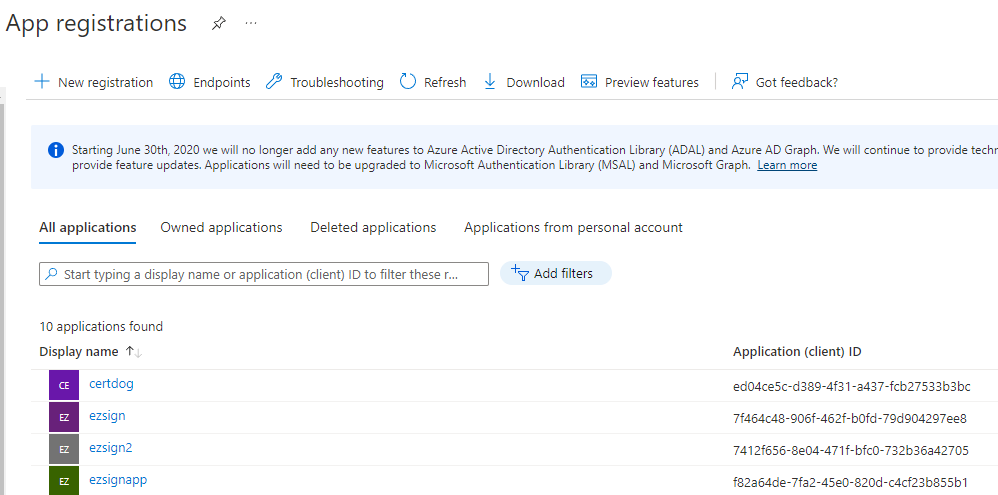 App registrations
New registration Endpoints Troubleshooting Refresh Download Preview features Got feedback?
Starting June 30th, 2020 we will no longer add any new features to Azure Active Directory Authentication Library (ADAL) and Azure AD Graph. We will continue to provide techn
provide feature updates. Applications will need to be upgraded to Microsoft Authentication Library (MSAL) and Microsoft Graph. Learn more
All applications Owned applications Deleted applications Applications from personal account
Start typing a display name or application (client) ID to filter these r... Add filters
10 applications found
Display name Application (client) ID
CE certdog ed04ce5c-d389-4f31-a437-fcb27533b3bc
EZ ezsign 7f464c48-906f-462f-b0fd-79d904297ee8
EZ ezsign2 7412f656-8e04-471f-bfc0-732b36a42705
EZ ezsignapp f82a64de-7fa2-45e0-820d-c4cf23b855b1